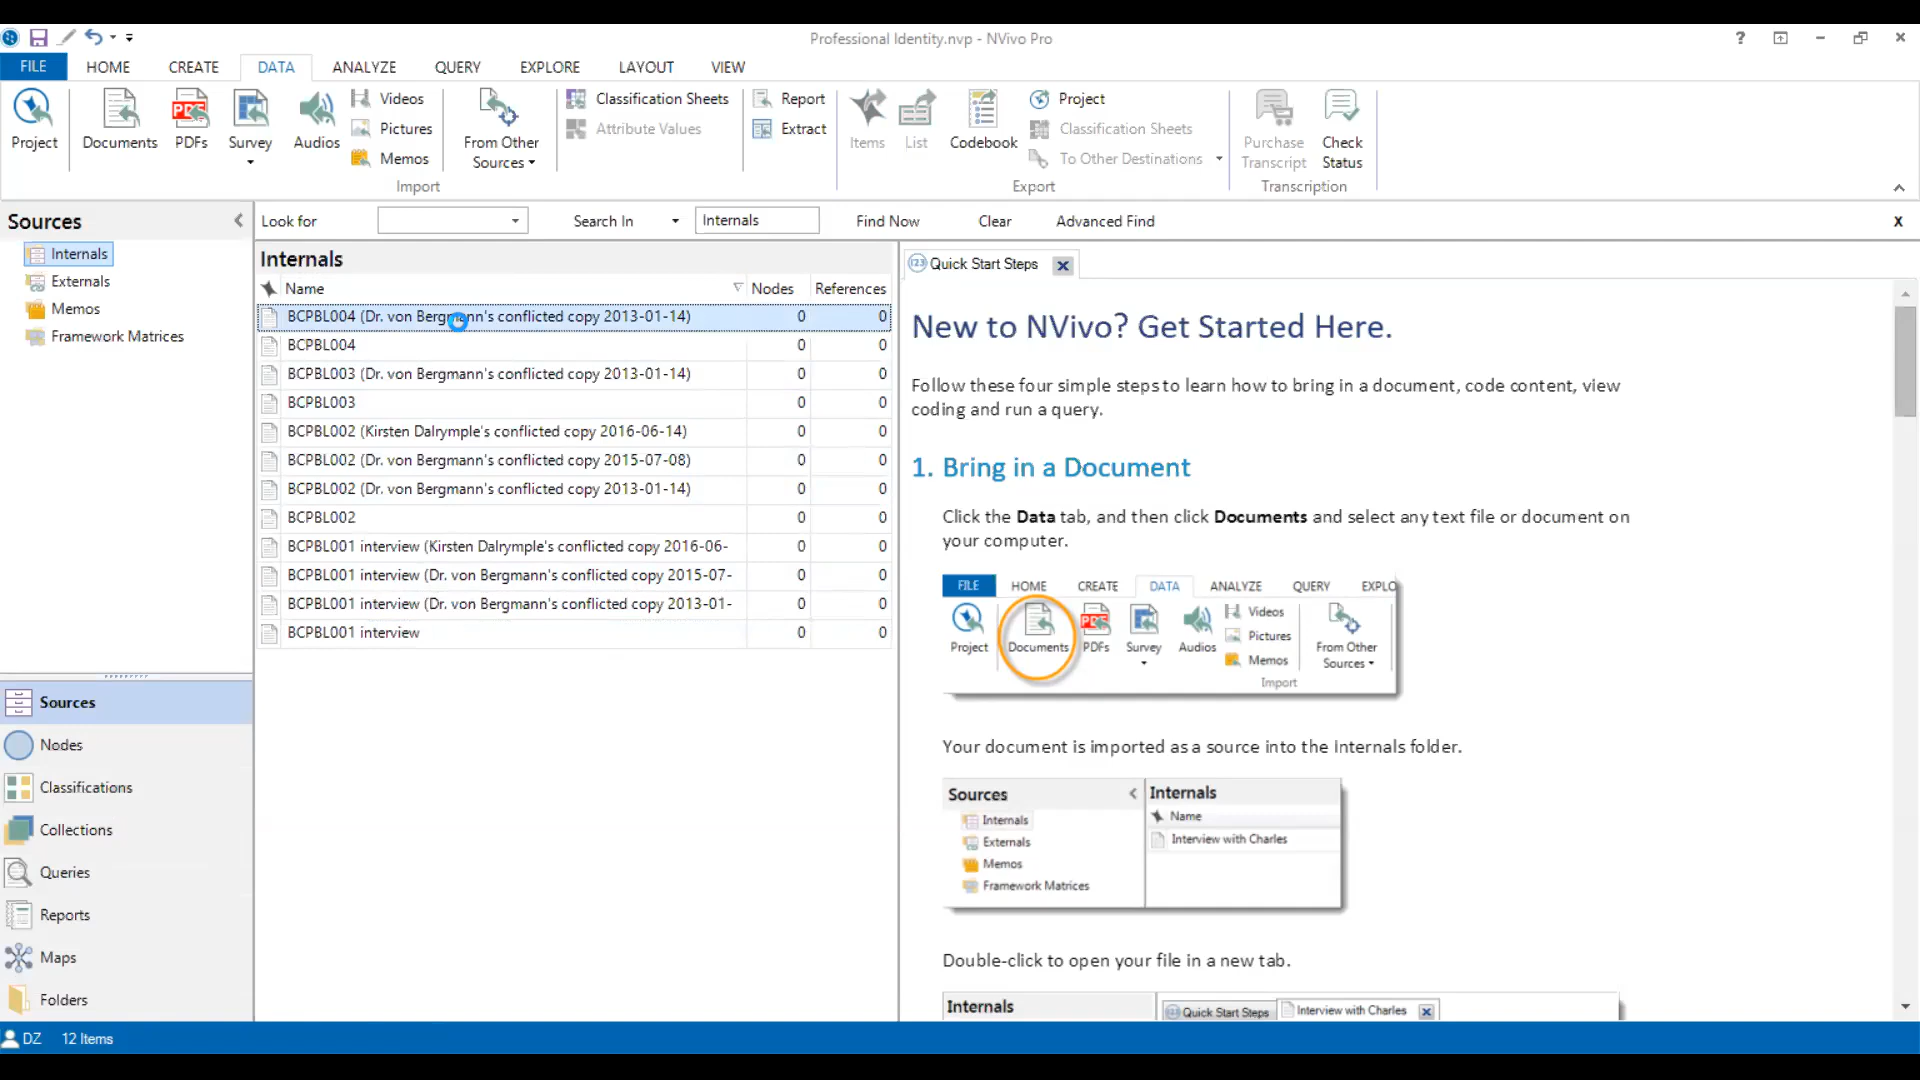 Professional Identity.nvp - NVivo Pro
?
FILE HOME CREATE DATA ANALYZE QUERY EXPLORE LAYOUT VIEW
Project
Documents
PDFs
Survey
Audios
Videos
Pictures
Memos
From Other
Sources
Import
Classification Sheets
Attribute Values
Report
Extract
Items
List
Codebook
Project
Classification Sheets
To Other Destinations
Export
Purchase
Transcript
Check
Status
Transcription
Sources
Internals
Externals
Memos
Framework Matrices
Look for Search In Internals Find Now Clear Advanced Find X
Internals
Name Nodes References
BCPBL004 (Dr. von Bergmann's conflicted copy 2013-01-14) 0 0
BCPBL004 0 0
BCPBL003 (Dr. von Bergmann's conflicted copy 2013-01-14) 0 0
BCPBL003 0 0
BCPBL002 (Kirsten Dalrymple's conflicted copy 2016-06-14) 0 0
BCPBL002 (Dr. von Bergmann's conflicted copy 2015-07-08) 0 0
BCPBL002 (Dr. von Bergmann's conflicted copy 2013-01-14) 0 0
BCPBL002 0 0
BCPBL001 interview (Kirsten Dalrymple's conflicted copy 2016-06- 0 0
BCPBL001 interview (Dr. von Bergmann's conflicted copy 2015-07- 0 0
BCPBL001 interview (Dr. von Bergmann's conflicted copy 2013-01- 0 0
BCPBL001 interview 0 0
Quick Start Steps
New to NVivo? Get Started Here.
Follow these four simple steps to learn how to bring in a document, code content, view
coding and run a query.
1. Bring in a Document
Click the Data tab, and then click Documents and select any text file or document on
your computer.
FILE HOME CREATE DATA ANALYZE QUERY EXPLO
Project
Documents
PDFs
Survey
Audios
Videos
Pictures
Memos
From Other
Sources
Import
Your document is imported as a source into the Internals folder.
Sources
Internals
Externals
Memos
Framework Matrices
Internals
Name
Interview with Charles
Double-click to open your file in a new tab.
Internals
Quick Start Steps Interview with Charles
Sources
Nodes
Classifications
Collections
Queries
Reports
Maps
Folders
DZ 12 Items